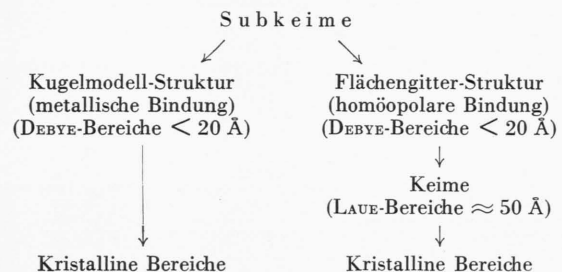 Subkeime
Kugelmodell-Struktur
(metallische Bindung)
(DEBYE-Bereiche < 20 Å)
Flächengitter-Struktur
(homöopolare Bindung)
(DEBYE-Bereiche < 20 Å)
Keime
(LAUE-Bereiche ≈ 50 Å)
Kristalline Bereiche
Kristalline Bereiche